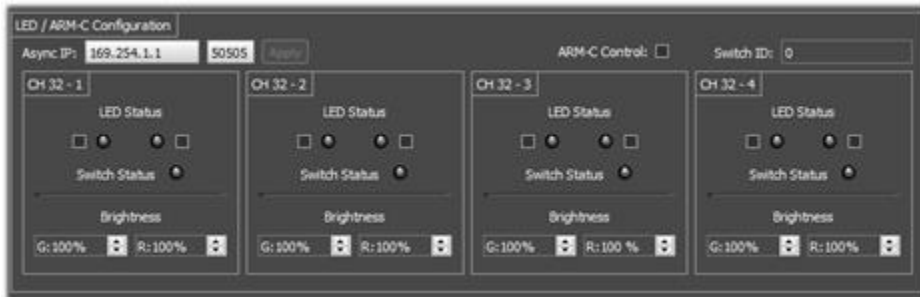 LED / ARM-C Configuration
Async IP: 169.254.1.1 50505 Apply ARM-C Control: Switch ID: 0
CH 32 - 1 CH 32 - 2 CH 32 - 3 CH 32 - 4
LED Status LED Status LED Status LED Status
Switch Status Switch Status Switch Status Switch Status
Brightness Brightness Brightness Brightness
G:100% R:100% G:100% R:100% G:100% R:100 % G:100% R:100%